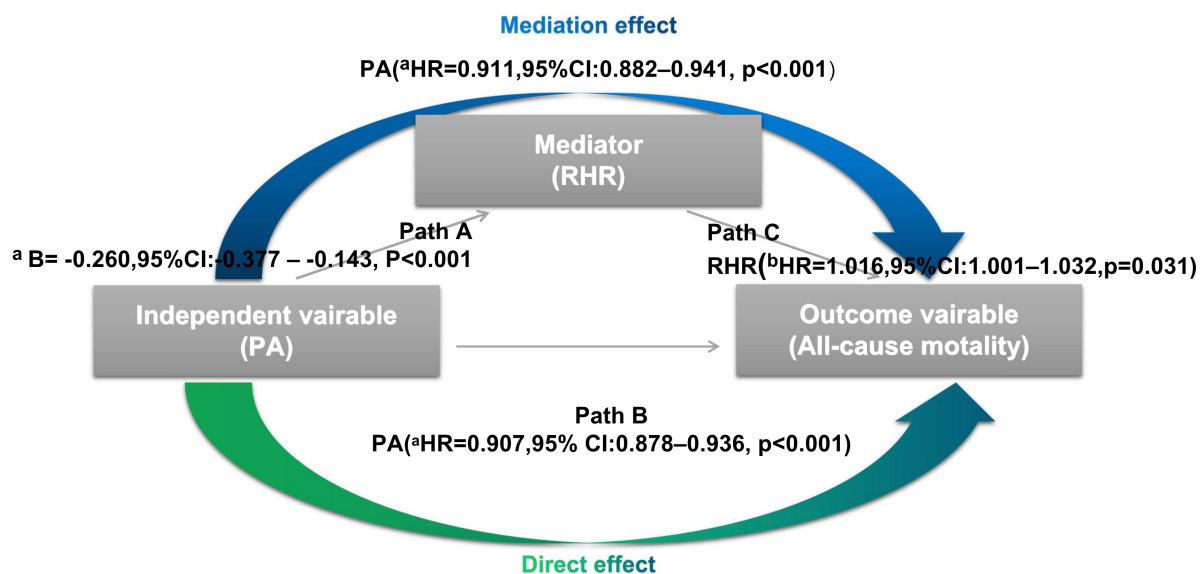 Mediation effect
PA(ᵃHR=0.911,95%CI:0.882–0.941, p<0.001)
Mediator
(RHR)
Path A
ᵃ B= -0.260,95%CI:-0.377 – -0.143, P<0.001
Path C
RHR(ᵇHR=1.016,95%CI:1.001–1.032,p=0.031)
Independent vairable
(PA)
Outcome vairable
(All-cause motality)
Path B
PA(ᵃHR=0.907,95% CI:0.878–0.936, p<0.001)
Direct effect